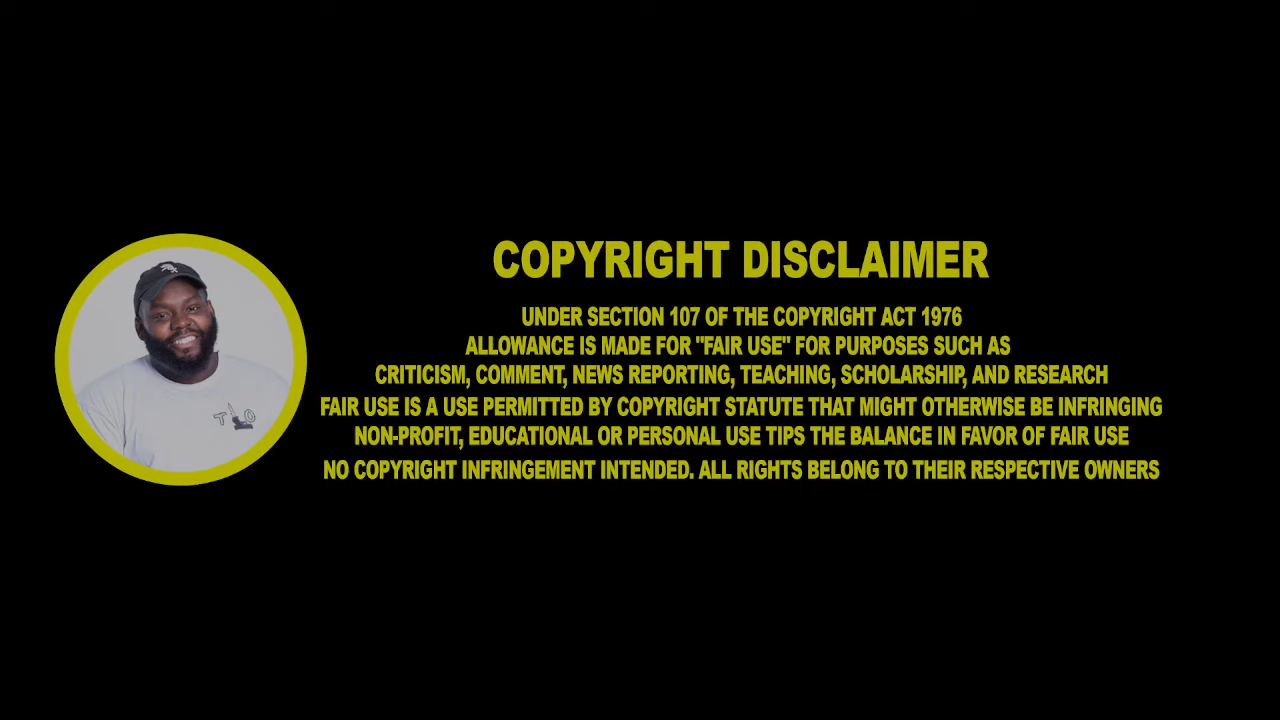 COPYRIGHT DISCLAIMER
UNDER SECTION 107 OF THE COPYRIGHT ACT 1976
ALLOWANCE IS MADE FOR "FAIR USE" FOR PURPOSES SUCH AS
CRITICISM, COMMENT, NEWS REPORTING, TEACHING, SCHOLARSHIP, AND RESEARCH
FAIR USE IS A USE PERMITTED BY COPYRIGHT STATUTE THAT MIGHT OTHERWISE BE INFRINGING
NON-PROFIT, EDUCATIONAL OR PERSONAL USE TIPS THE BALANCE IN FAVOR OF FAIR USE
NO COPYRIGHT INFRINGEMENT INTENDED. ALL RIGHTS BELONG TO THEIR RESPECTIVE OWNERS